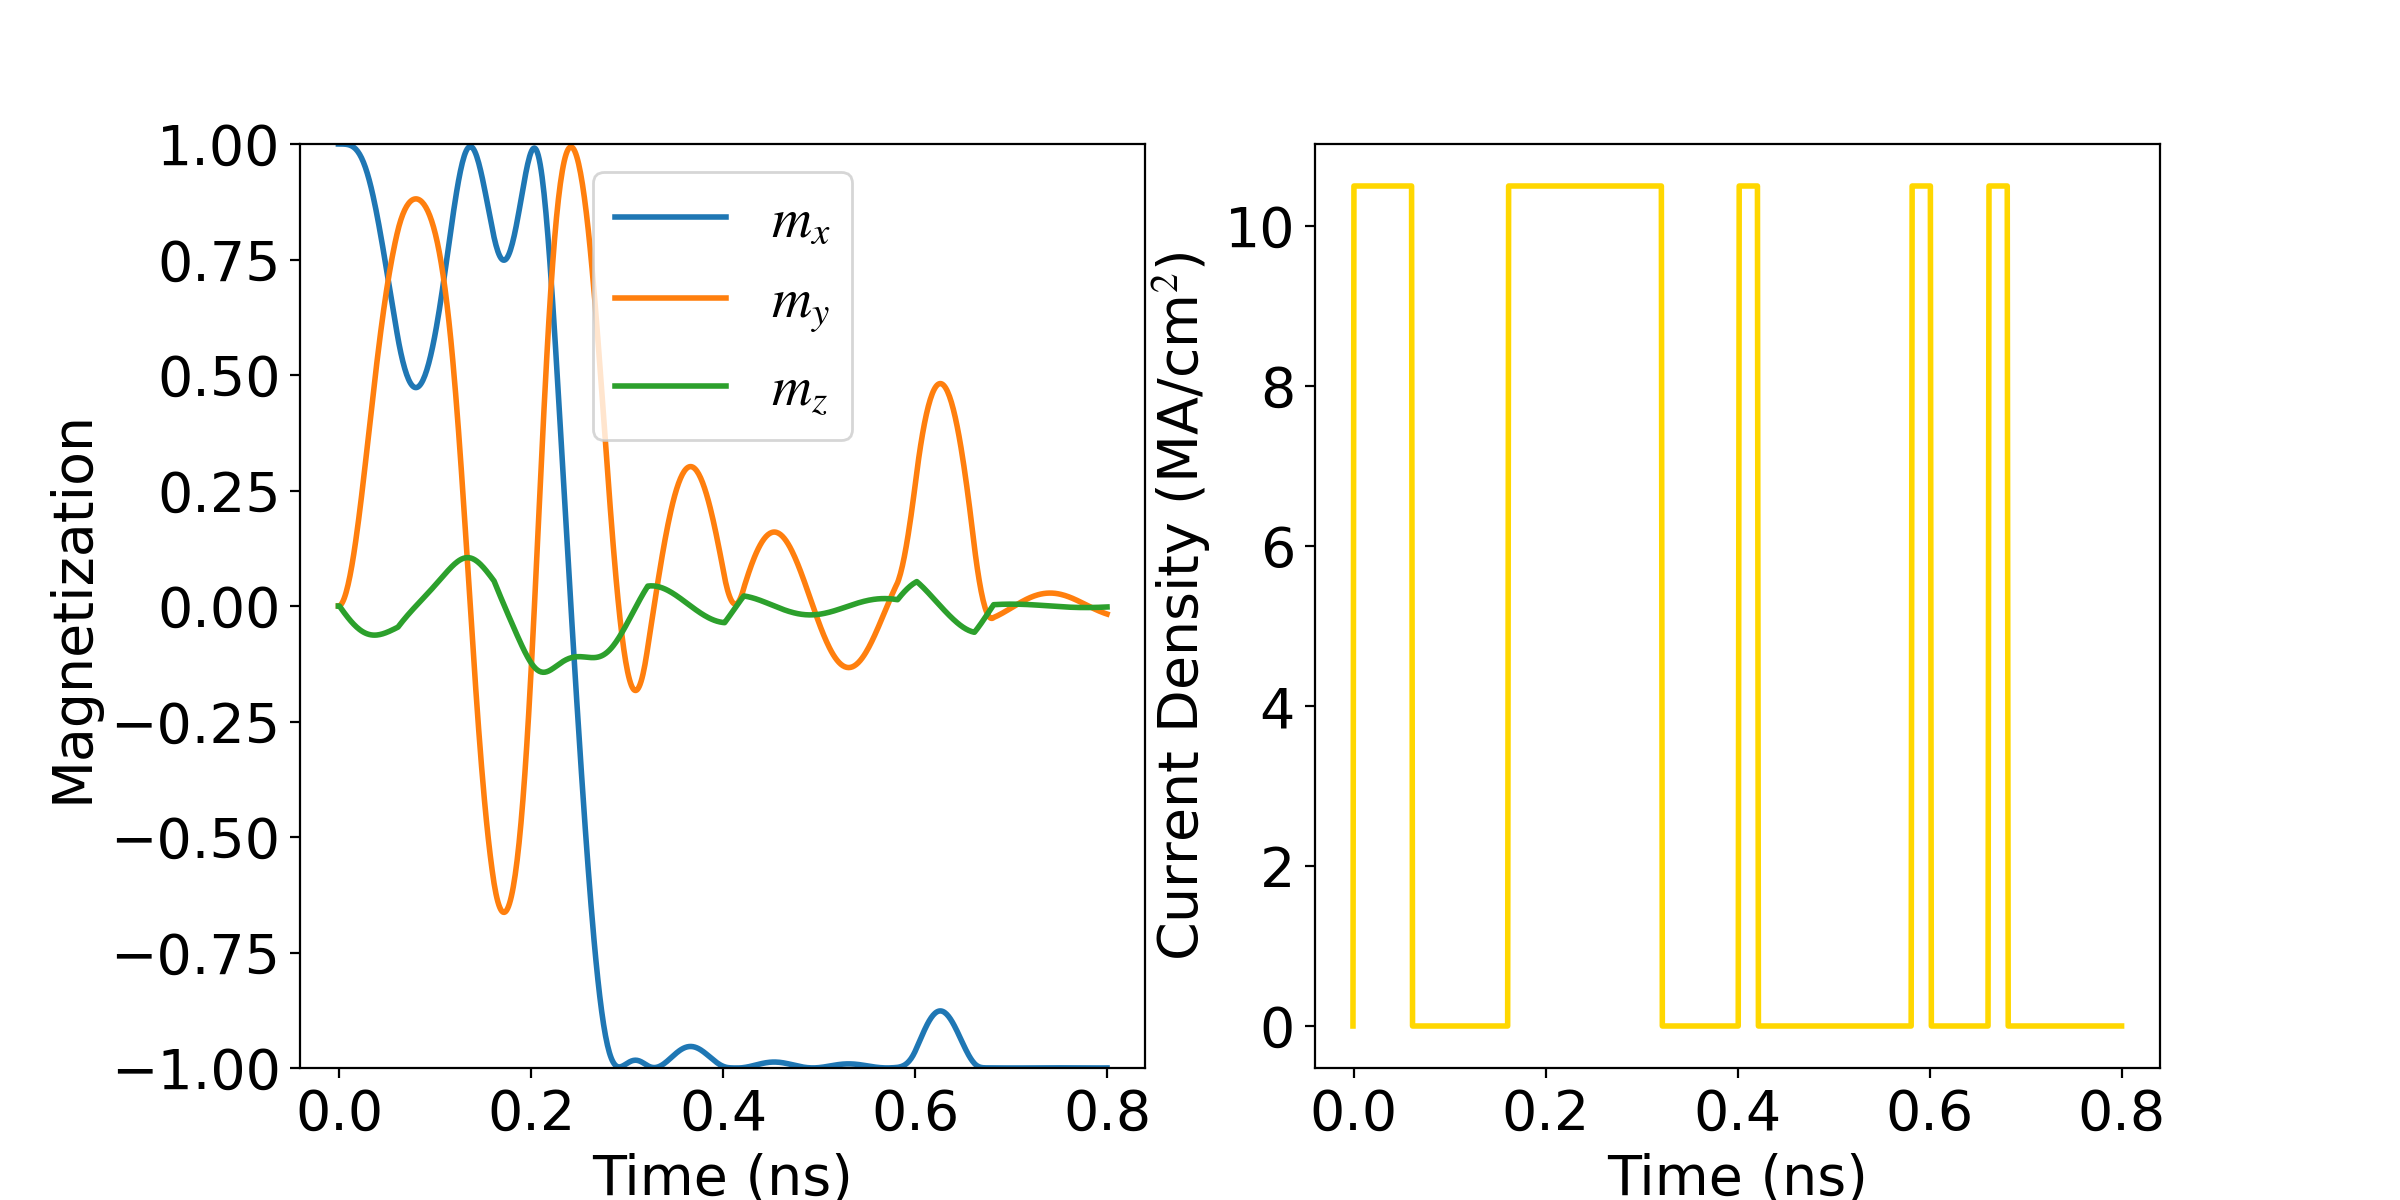 Magnetization
1.00
0.75
0.50
0.25
0.00
−0.25
−0.50
−0.75
−1.00
0.0 0.2 0.4 0.6 0.8
Time (ns)
m_x
m_y
m_z
Current Density (MA/cm²)
10
8
6
4
2
0
0.0 0.2 0.4 0.6 0.8
Time (ns)